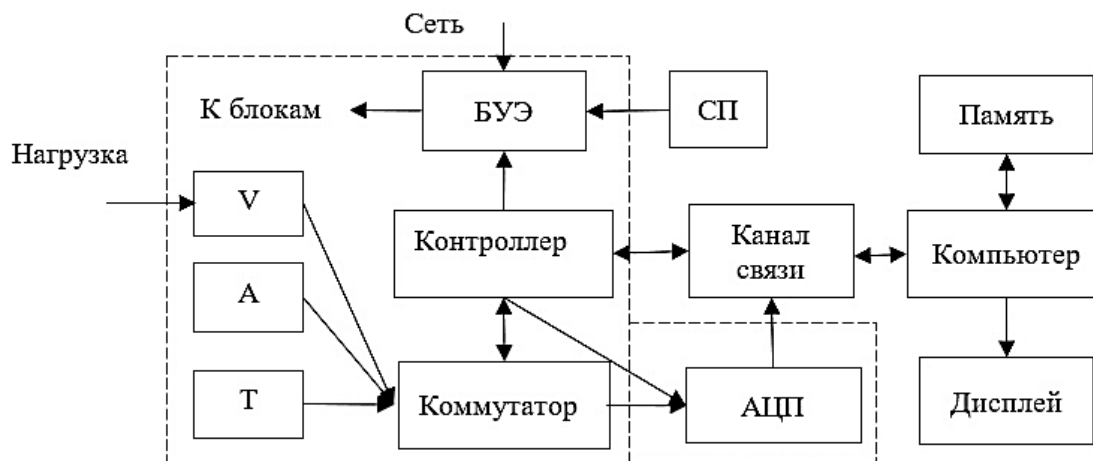 Сеть
К блокам
БУЭ
СП
Память
Нагрузка
V
Контроллер
Канал
связи
Компьютер
A
T
Коммутатор
АЦП
Дисплей